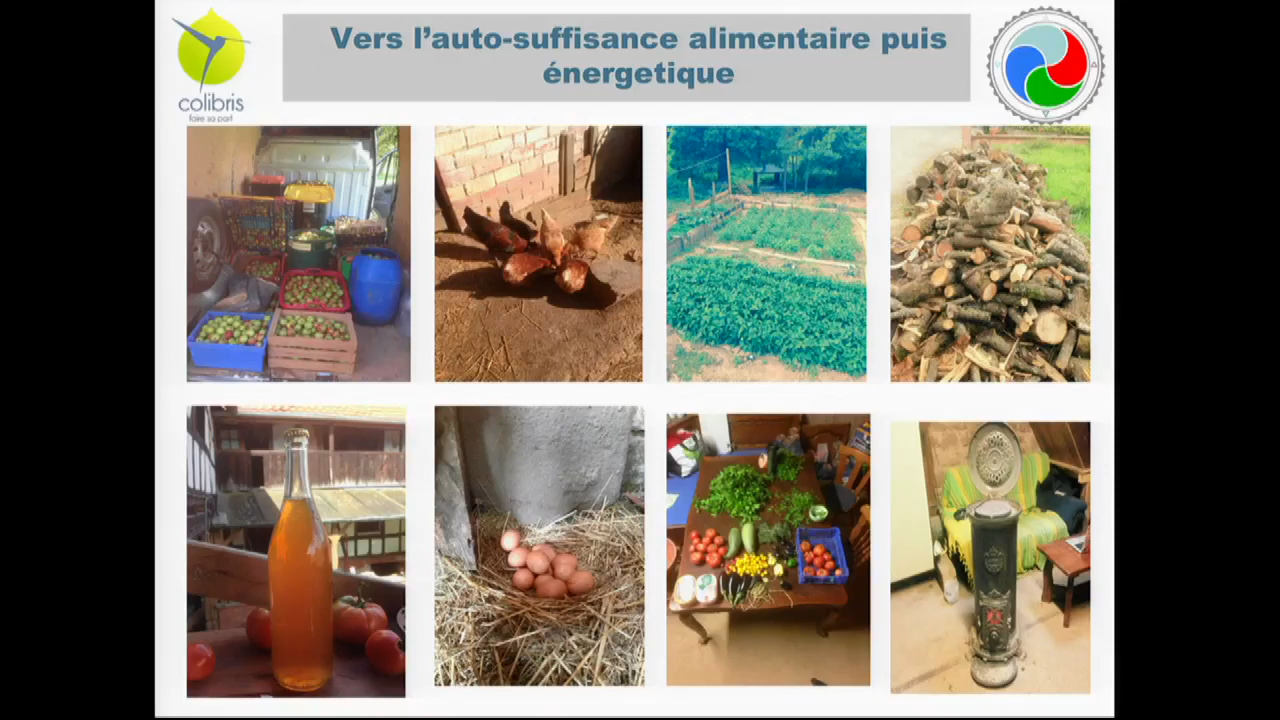 Vers l’auto-suffisance alimentaire puis
énergetique
colibris
faire sa part